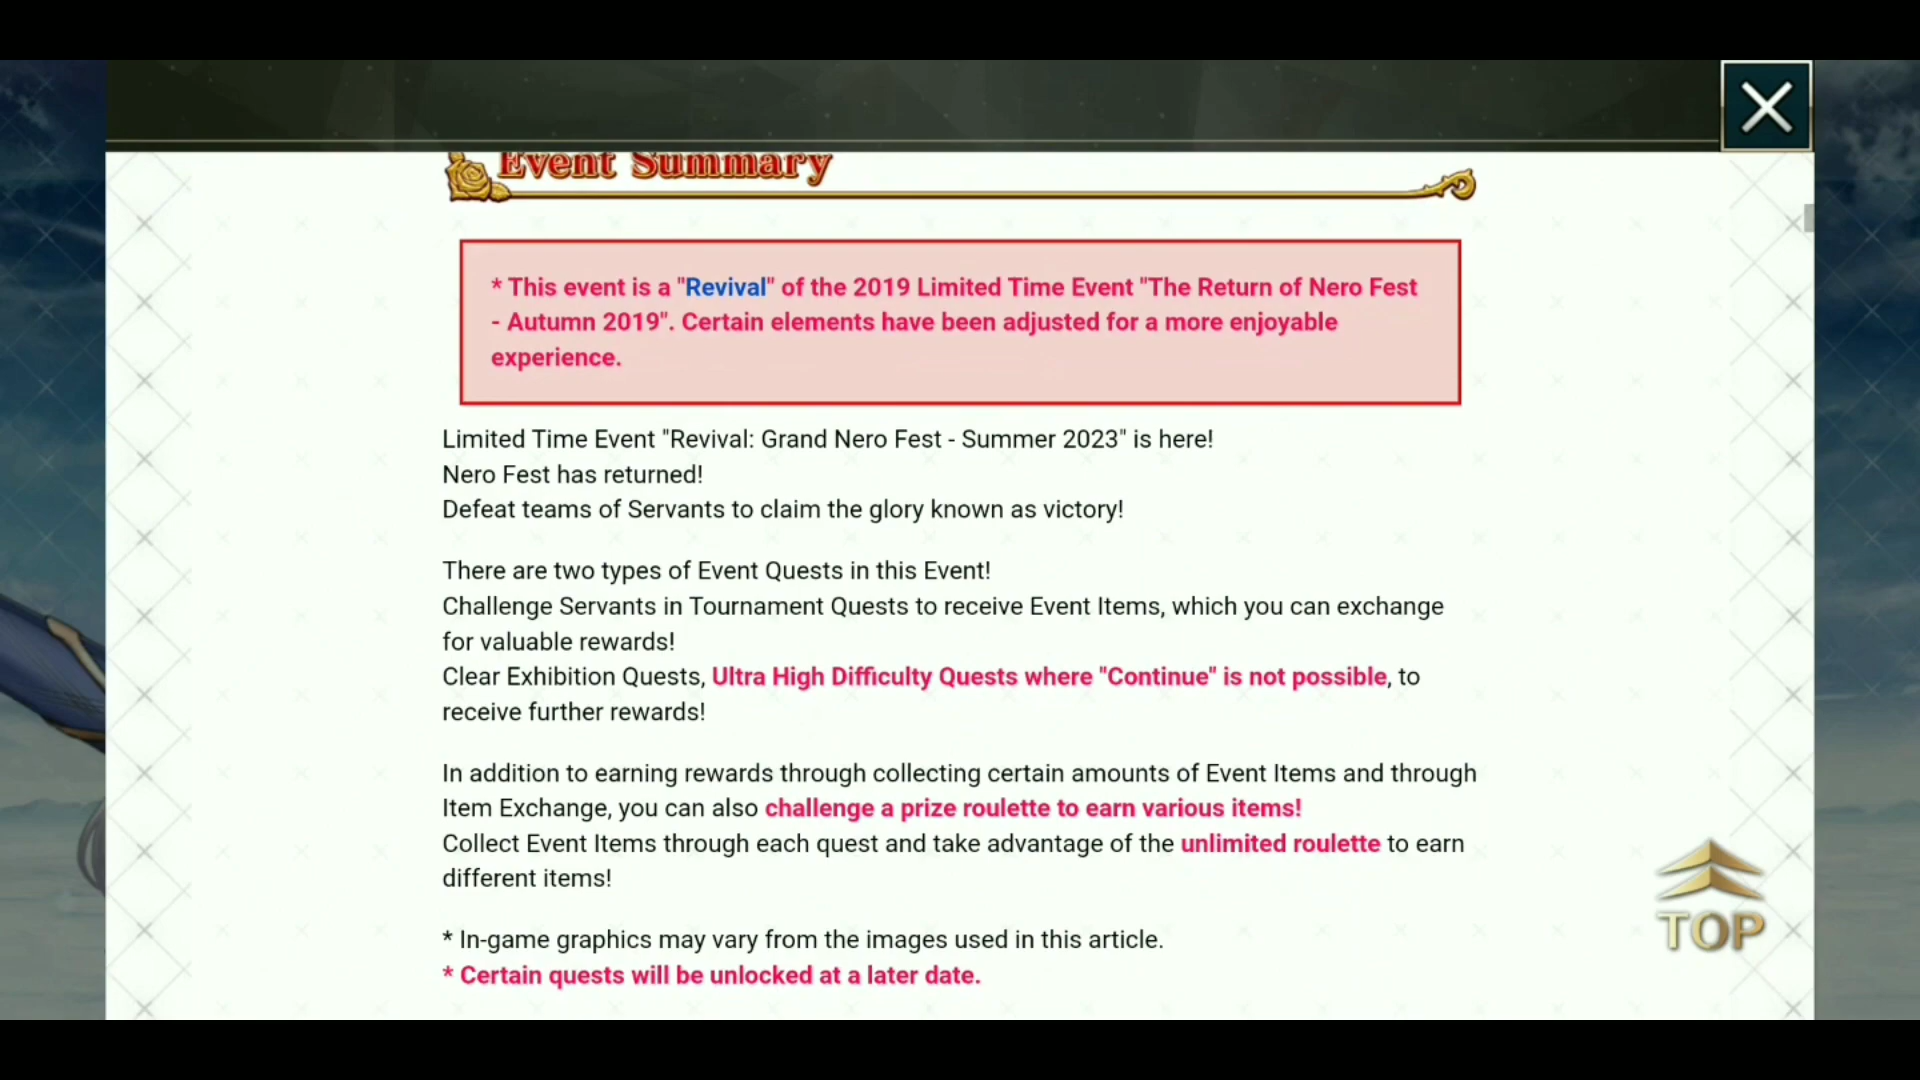 Event Summary
* This event is a "Revival" of the 2019 Limited Time Event "The Return of Nero Fest
- Autumn 2019". Certain elements have been adjusted for a more enjoyable
experience.
Limited Time Event "Revival: Grand Nero Fest - Summer 2023" is here!
Nero Fest has returned!
Defeat teams of Servants to claim the glory known as victory!
There are two types of Event Quests in this Event!
Challenge Servants in Tournament Quests to receive Event Items, which you can exchange
for valuable rewards!
Clear Exhibition Quests, Ultra High Difficulty Quests where "Continue" is not possible, to
receive further rewards!
In addition to earning rewards through collecting certain amounts of Event Items and through
Item Exchange, you can also challenge a prize roulette to earn various items!
Collect Event Items through each quest and take advantage of the unlimited roulette to earn
different items!
TOP
* In-game graphics may vary from the images used in this article.
* Certain quests will be unlocked at a later date.